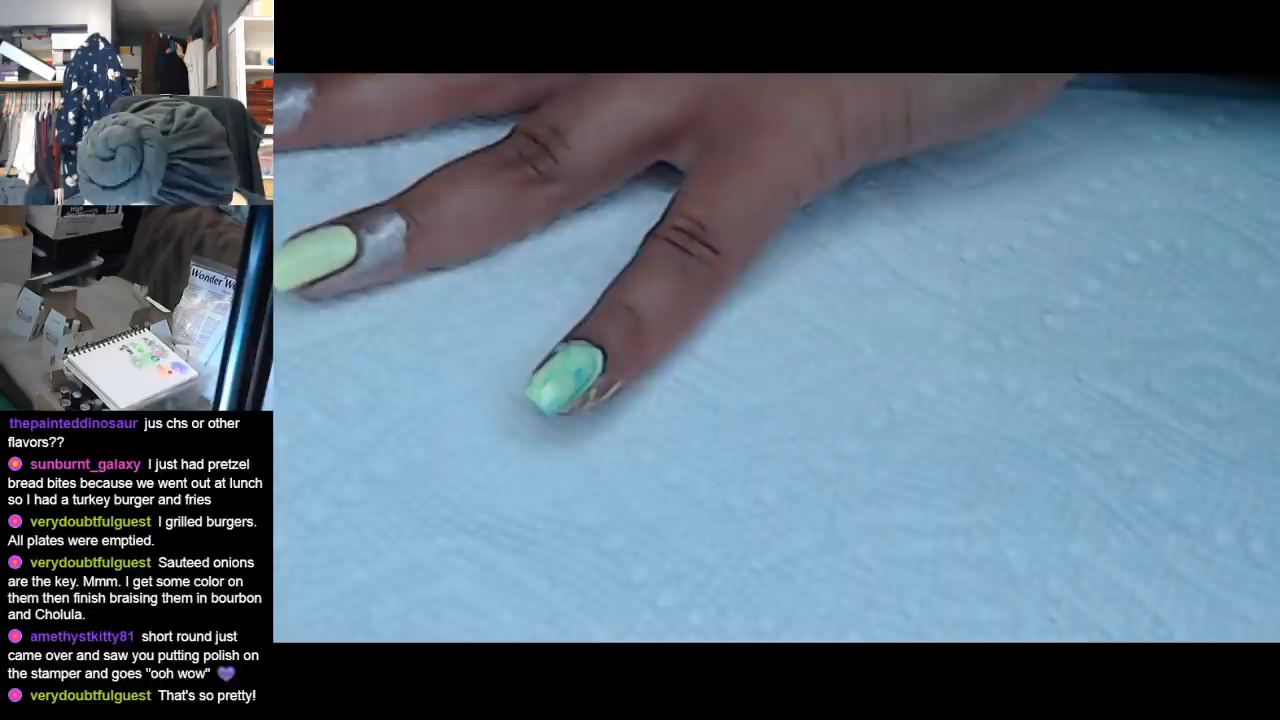 Wonder We
thepainteddinosaur jus chs or other
flavors??
sunburnt_galaxy I just had pretzel
bread bites because we went out at lunch
so I had a turkey burger and fries
verydoubtfulguest I grilled burgers.
All plates were emptied.
verydoubtfulguest Sauteed onions
are the key. Mmm. I get some color on
them then finish braising them in bourbon
and Cholula.
amethystkitty81 short round just
came over and saw you putting polish on
the stamper and goes "ooh wow" 💜
verydoubtfulguest That's so pretty!